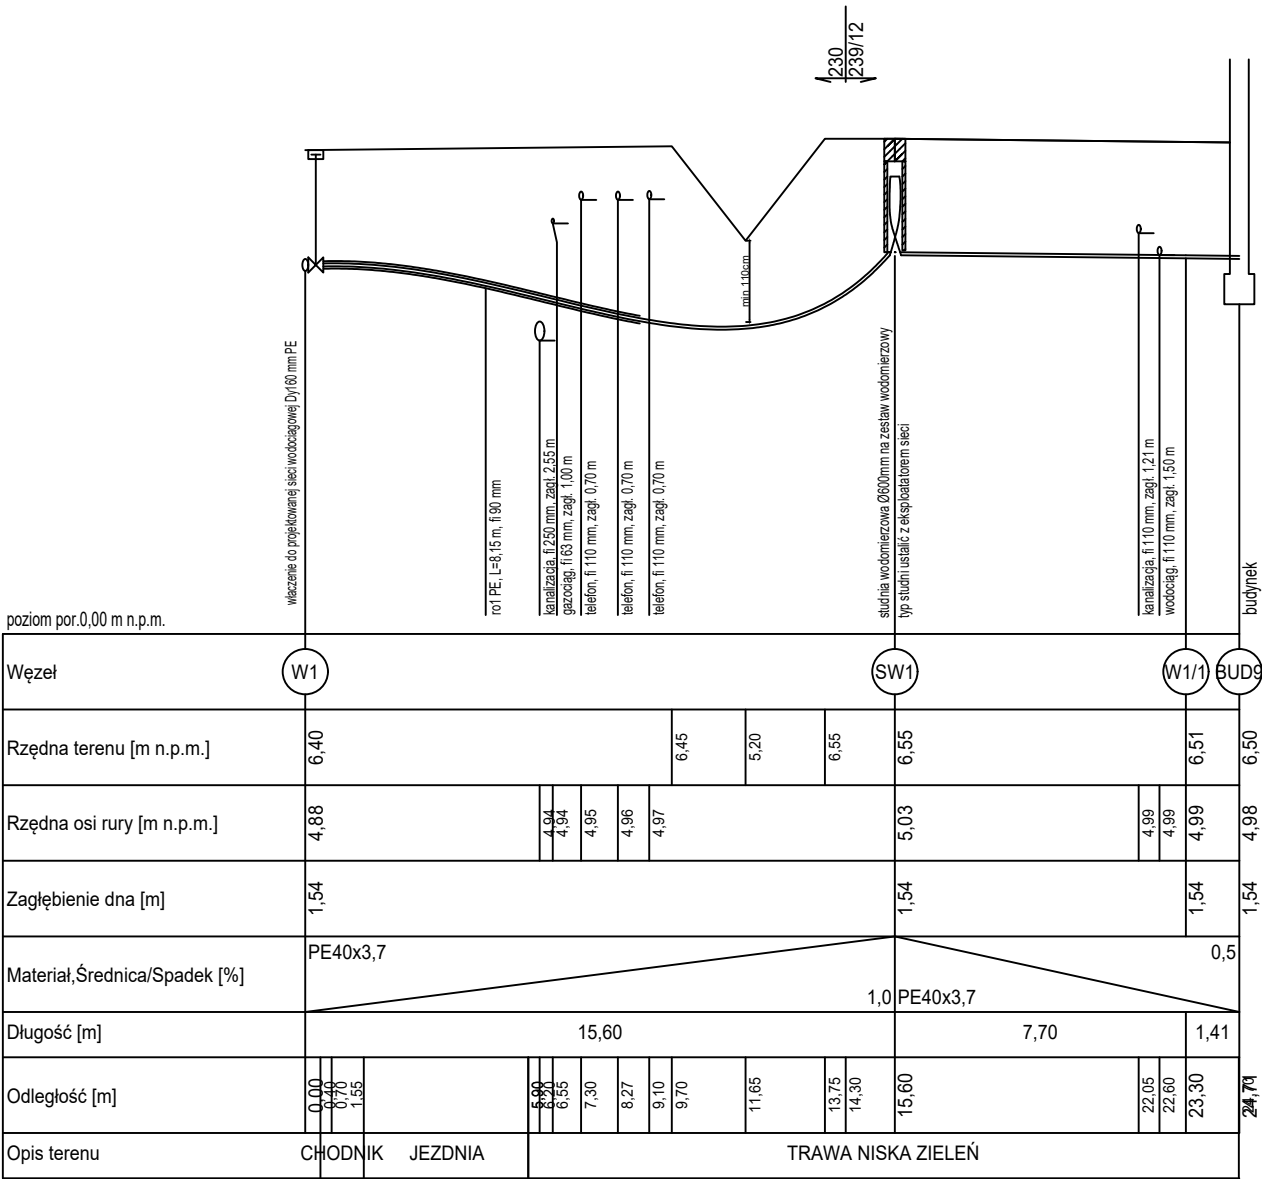 230
239/12
min 110cm
włączenie do projektowanej sieci wodociągowej Dy160 mm PE
ro1 PE, L=8,15 m, fi 90 mm
kanalizacja, fi 250 mm, zagł. 2,55 m
gazociąg, fi 63 mm, zagł. 1,00 m
telefon, fi 110 mm, zagł. 0,70 m
telefon, fi 110 mm, zagł. 0,70 m
telefon, fi 110 mm, zagł. 0,70 m
studnia wodomierzowa Ø600mm na zestaw wodomierzowy
typ studni ustalić z eksploatatorem sieci
kanalizacja, fi 110 mm, zagł. 1,21 m
wodociąg, fi 110 mm, zagł. 1,50 m
budynek
poziom por.0,00 m n.p.m.
Węzeł W1 SW1 W1/1 BUD9
Rzędna terenu [m n.p.m.] 6,40 6,45 5,20 6,55 6,55 6,51 6,50
Rzędna osi rury [m n.p.m.] 4,88 4,94 4,94 4,95 4,96 4,97 5,03 4,99 4,99 4,99 4,98
Zagłębienie dna [m] 1,54 1,54 1,54 1,54
PE40x3,7 0,5
Materiał,Średnica/Spadek [%]
1,0 PE40x3,7
Długość [m] 15,60 7,70 1,41
Odległość [m] 0,00 0,40 0,70 1,55 6,20 6,55 7,30 8,27 9,10 9,70 11,65 13,75 14,30 15,60 22,05 22,60 23,30 24,71
Opis terenu CHODNIK JEZDNIA TRAWA NISKA ZIELEŃ